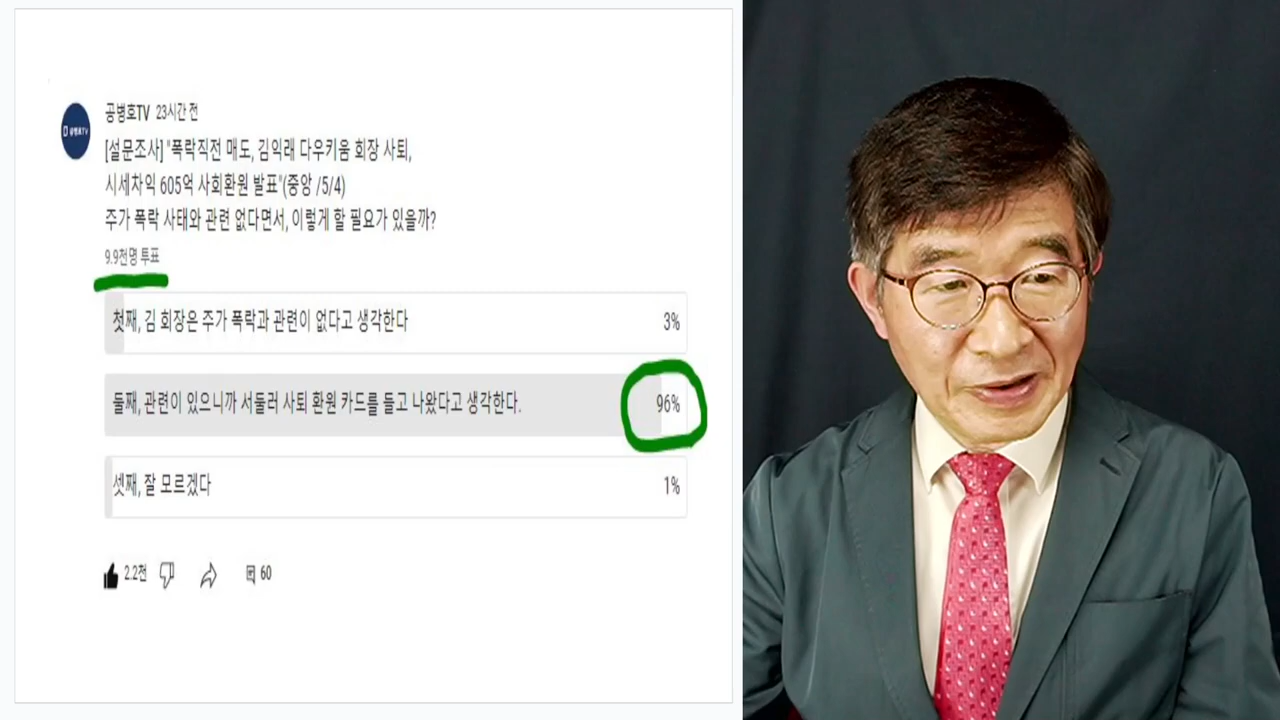 공병호TV 23시간 전
공병호TV
[설문조사] "폭락직전 매도, 김익래 다우키움 회장 사퇴,
시세차익 605억 사회환원 발표"(중앙 /5/4)
주가 폭락 사태와 관련 없다면서, 이렇게 할 필요가 있을까?
9.9천명 투표
첫째, 김 회장은 주가 폭락과 관련이 없다고 생각한다 3%
둘째, 관련이 있으니까 서둘러 사퇴 환원 카드를 들고 나왔다고 생각한다. 96%
셋째, 잘 모르겠다 1%
2.2천 60